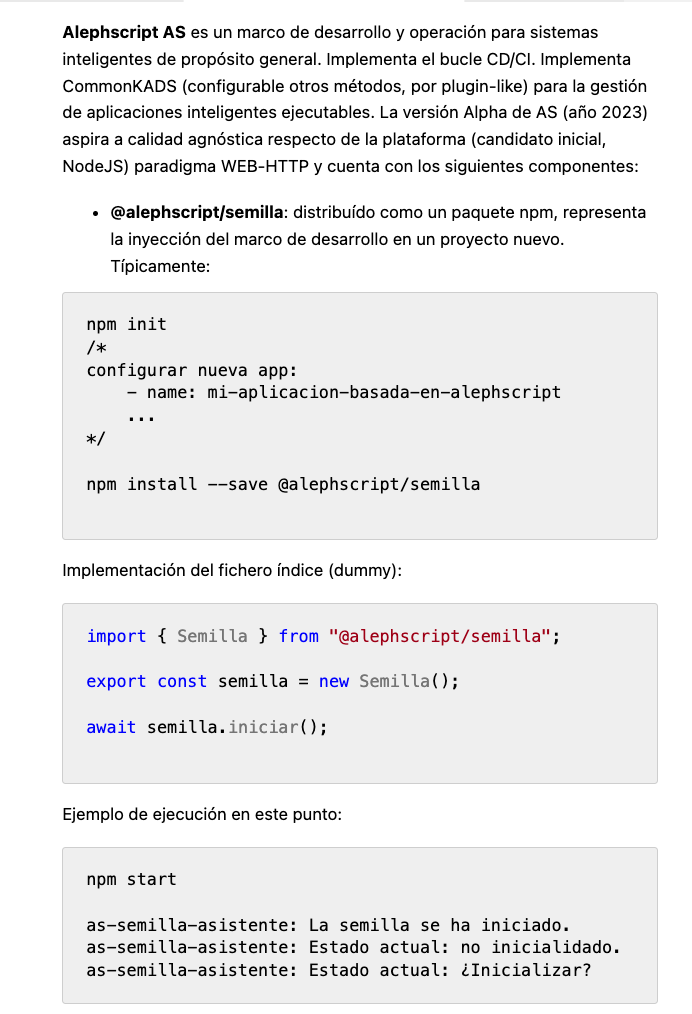 Alephscript AS es un marco de desarrollo y operación para sistemas
inteligentes de propósito general. Implementa el bucle CD/CI. Implementa
CommonKADS (configurable otros métodos, por plugin-like) para la gestión
de aplicaciones inteligentes ejecutables. La versión Alpha de AS (año 2023)
aspira a calidad agnóstica respecto de la plataforma (candidato inicial,
NodeJS) paradigma WEB-HTTP y cuenta con los siguientes componentes:
• @alephscript/semilla: distribuído como un paquete npm, representa
la inyección del marco de desarrollo en un proyecto nuevo.
Típicamente:
npm init
/*
configurar nueva app:
    - name: mi-aplicacion-basada-en-alephscript
    ...
*/
npm install --save @alephscript/semilla
Implementación del fichero índice (dummy):
import { Semilla } from "@alephscript/semilla";
export const semilla = new Semilla();
await semilla.iniciar();
Ejemplo de ejecución en este punto:
npm start
as-semilla-asistente: La semilla se ha iniciado.
as-semilla-asistente: Estado actual: no inicialidado.
as-semilla-asistente: Estado actual: ¿Inicializar?